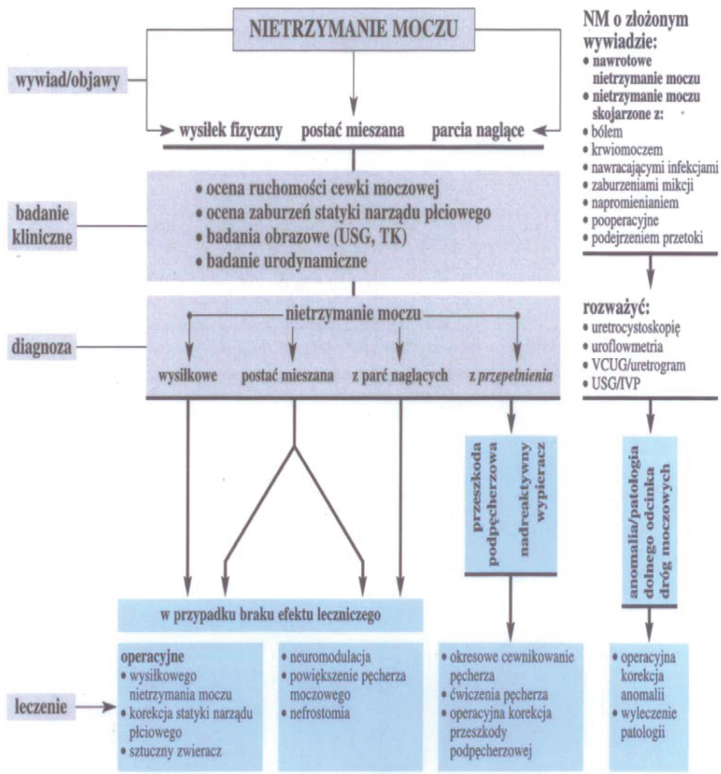 NIETRZYMANIE MOCZU
wywiad/objawy
wysiłek fizyczny
postać mieszana
parcia naglące
badanie
kliniczne
• ocena ruchomości cewki moczowej
• ocena zaburzeń statyki narządu płciowego
• badania obrazowe (USG, TK)
• badanie urodynamiczne
diagnoza
nietrzymanie moczu
wysiłkowe
postać mieszana
z parć naglących
z przepełnienia
przeszkoda
podpęcherzowa
nadreaktywny
wypieracz
w przypadku braku efektu leczniczego
leczenie
operacyjne
• wysiłkowego
nietrzymania moczu
• korekcja statyki narządu
płciowego
• sztuczny zwieracz
• neuromodulacja
• powiększenie pęcherza
moczowego
• nefrostomia
• okresowe cewnikowanie
pęcherza
• ćwiczenia pęcherza
• operacyjna korekcja
przeszkody
podpęcherzowej
NM o złożonym
wywiadzie:
• nawrotowe
nietrzymanie moczu
• nietrzymanie moczu
skojarzone z:
• bólem
• krwiomoczem
• nawracającymi infekcjami
• zaburzeniami mikcji
• napromienianiem
• pooperacyjne
• podejrzeniem przetoki
rozważyć:
• uretrocystoskopię
• uroflowmetria
• VCUG/uretrogram
• USG/IVP
anomalia/patologia
dolnego odcinka
dróg moczowych
• operacyjna
korekcja
anomalii
• wyleczenie
patologii